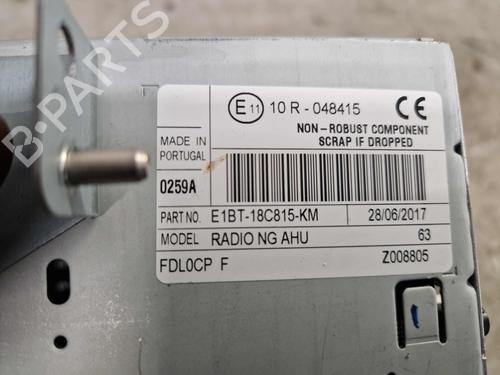 E11 10 R - 048415 CE
NON - ROBUST COMPONENT
SCRAP IF DROPPED
MADE IN
PORTUGAL
0259A
PART NO. E1BT-18C815-KM 28/06/2017
MODEL RADIO NG AHU 63
FDL0CP F Z008805
B-PARTS